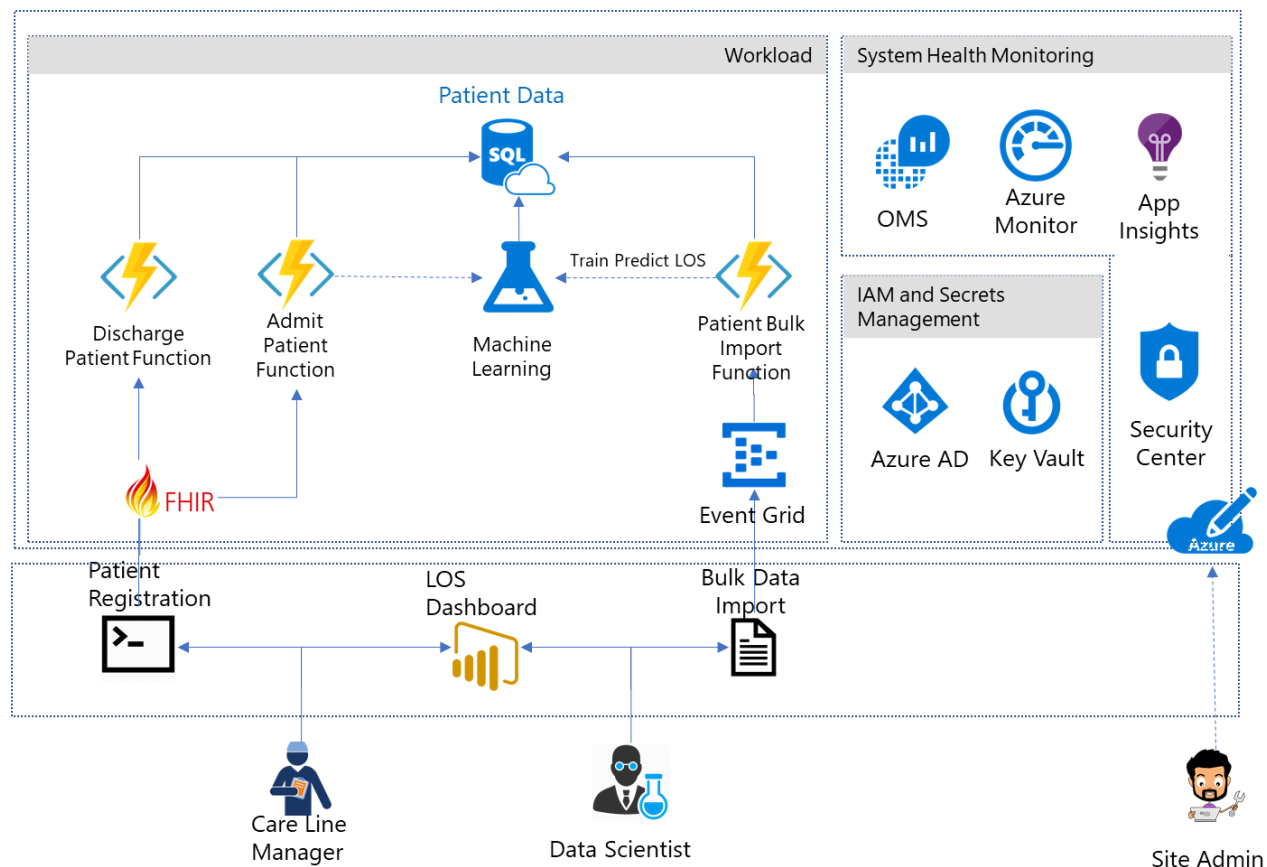 Workload
System Health Monitoring
Patient Data
SQL
OMS
Azure
Monitor
App
Insights
Train Predict LOS
IAM and Secrets
Management
Discharge
Patient Function
Admit
Patient
Function
Machine
Learning
Patient Bulk
Import
Function
Azure AD
Key Vault
Security
Center
FHIR
Event Grid
Azure
Patient
Registration
LOS
Dashboard
Bulk Data
Import
>_
Care Line
Manager
Data Scientist
Site Admin